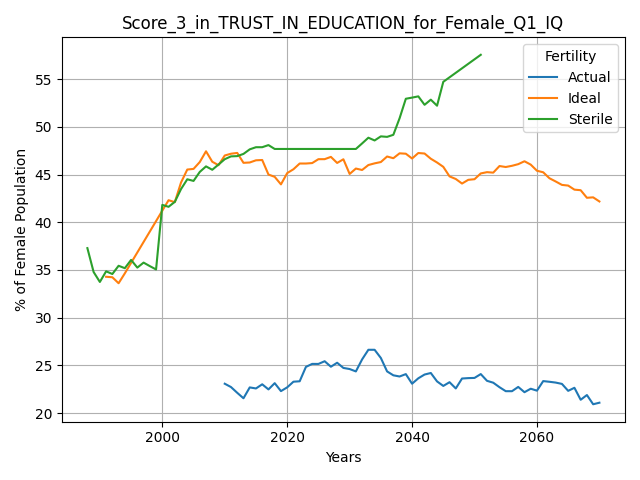 Score_3_in_TRUST_IN_EDUCATION_for_Female_Q1_IQ
% of Female Population
55
50
45
40
35
30
25
20
2000
2020
2040
2060
Years
Fertility
Actual
Ideal
Sterile